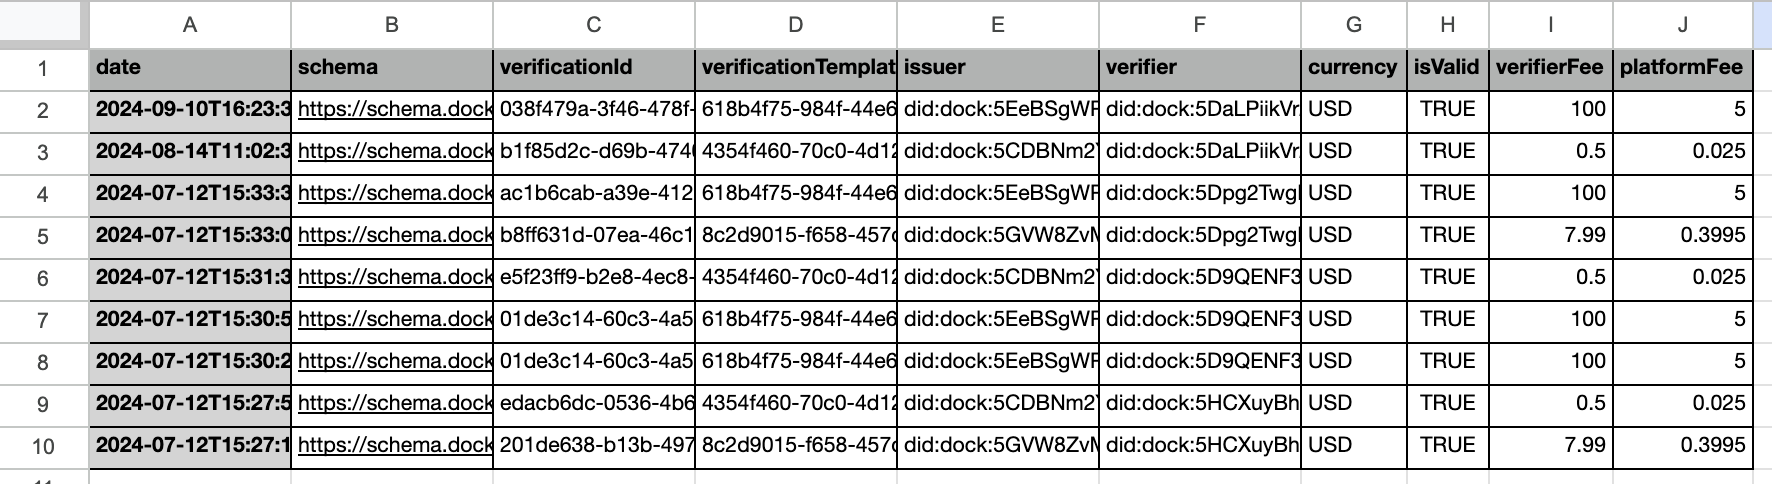 A B C D E F G H I J
1 date schema verificationId verificationTemplat issuer verifier currency isValid verifierFee platformFee
2 2024-09-10T16:23:3 https://schema.dock 038f479a-3f46-478f- 618b4f75-984f-44e6 did:dock:5EeBSgWP did:dock:5DaLPiikVr USD TRUE 100 5
3 2024-08-14T11:02:3 https://schema.dock b1f85d2c-d69b-474 4354f460-70c0-4d12 did:dock:5CDBNm2 did:dock:5DaLPiikVr USD TRUE 0.5 0.025
4 2024-07-12T15:33:3 https://schema.dock ac1b6cab-a39e-412 618b4f75-984f-44e6 did:dock:5EeBSgWP did:dock:5Dpg2Twg USD TRUE 100 5
5 2024-07-12T15:33:0 https://schema.dock b8ff631d-07ea-46c1 8c2d9015-f658-457 did:dock:5GVW8Zv did:dock:5Dpg2Twg USD TRUE 7.99 0.3995
6 2024-07-12T15:31:3 https://schema.dock e5f23ff9-b2e8-4ec8- 4354f460-70c0-4d12 did:dock:5CDBNm2 did:dock:5D9QENF3 USD TRUE 0.5 0.025
7 2024-07-12T15:30:5 https://schema.dock 01de3c14-60c3-4a5 618b4f75-984f-44e6 did:dock:5EeBSgWP did:dock:5D9QENF3 USD TRUE 100 5
8 2024-07-12T15:30:2 https://schema.dock 01de3c14-60c3-4a5 618b4f75-984f-44e6 did:dock:5EeBSgWP did:dock:5D9QENF3 USD TRUE 100 5
9 2024-07-12T15:27:5 https://schema.dock edacb6dc-0536-4b6 4354f460-70c0-4d12 did:dock:5CDBNm2 did:dock:5HCXuyBh USD TRUE 0.5 0.025
10 2024-07-12T15:27:1 https://schema.dock 201de638-b13b-497 8c2d9015-f658-457 did:dock:5GVW8Zv did:dock:5HCXuyBh USD TRUE 7.99 0.3995